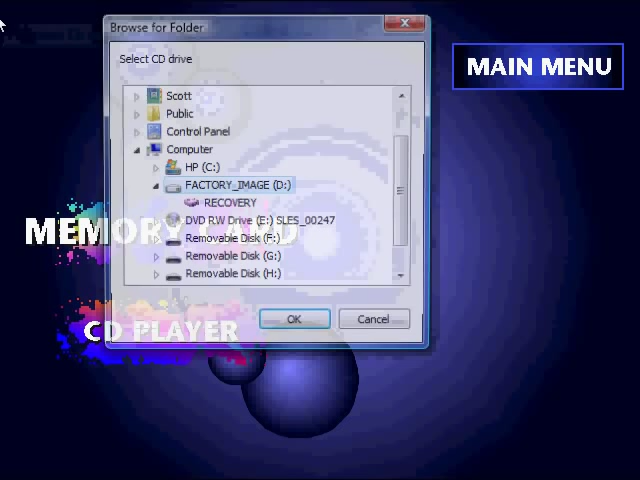 Browse for Folder
MAIN MENU
Select CD drive
Scott
Public
Control Panel
Computer
HP (C:)
FACTORY_IMAGE (D:)
RECOVERY
DVD RW Drive (E:) SLES_00247
Removable Disk (F:)
Removable Disk (G:)
Removable Disk (H:)
MEMORY CARD
OK
Cancel
CD PLAYER